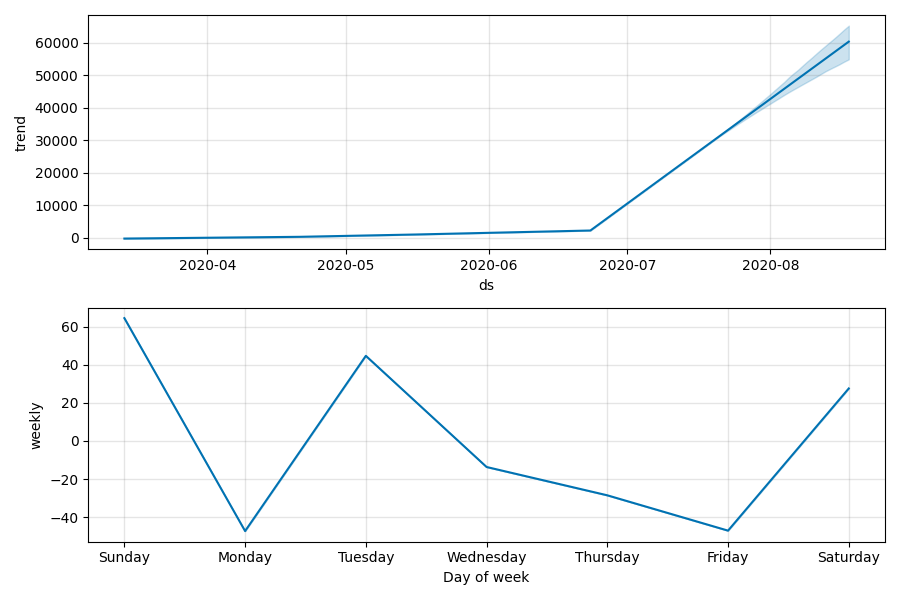 60000
50000
40000
30000
20000
10000
0
trend
2020-04 2020-05 2020-06 2020-07 2020-08
ds
60
40
20
0
−20
−40
weekly
Sunday Monday Tuesday Wednesday Thursday Friday Saturday
Day of week